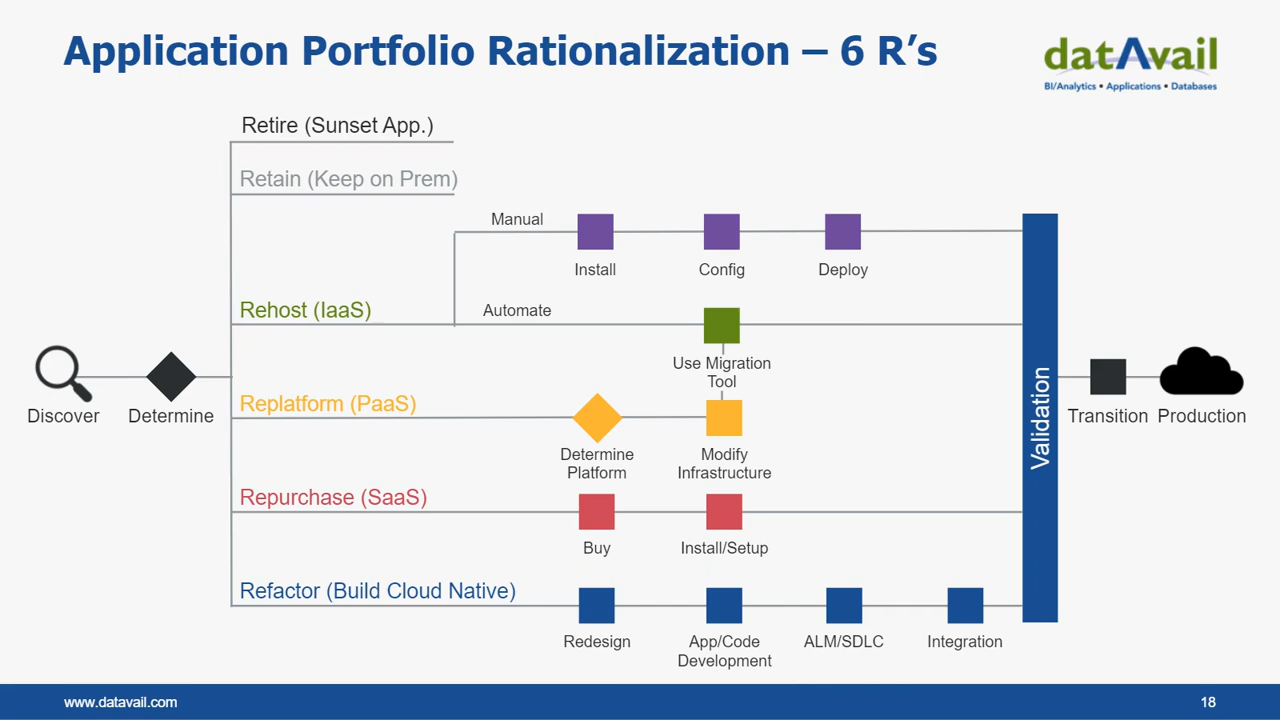 Application Portfolio Rationalization – 6 R's
datAvail
BI/Analytics • Applications • Databases
Retire (Sunset App.)
Retain (Keep on Prem)
Manual
Install
Config
Deploy
Rehost (IaaS)
Automate
Use Migration
Tool
Discover
Determine
Replatform (PaaS)
Determine
Platform
Modify
Infrastructure
Validation
Transition
Production
Repurchase (SaaS)
Buy
Install/Setup
Refactor (Build Cloud Native)
Redesign
App/Code
Development
ALM/SDLC
Integration
www.datavail.com
18